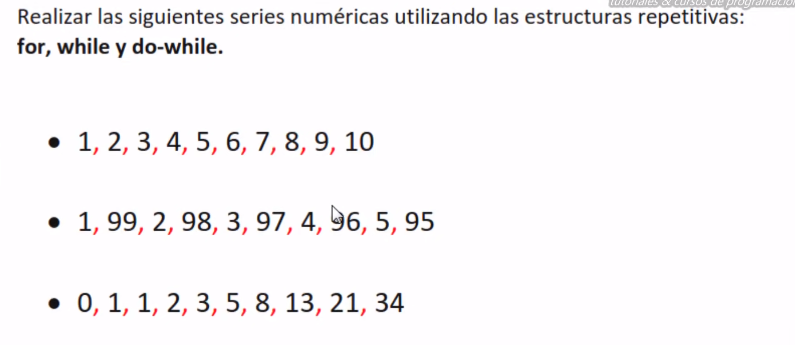 tutoriales & cursos de programación
Realizar las siguientes series numéricas utilizando las estructuras repetitivas:
for, while y do-while.
• 1, 2, 3, 4, 5, 6, 7, 8, 9, 10
• 1, 99, 2, 98, 3, 97, 4, 96, 5, 95
• 0, 1, 1, 2, 3, 5, 8, 13, 21, 34